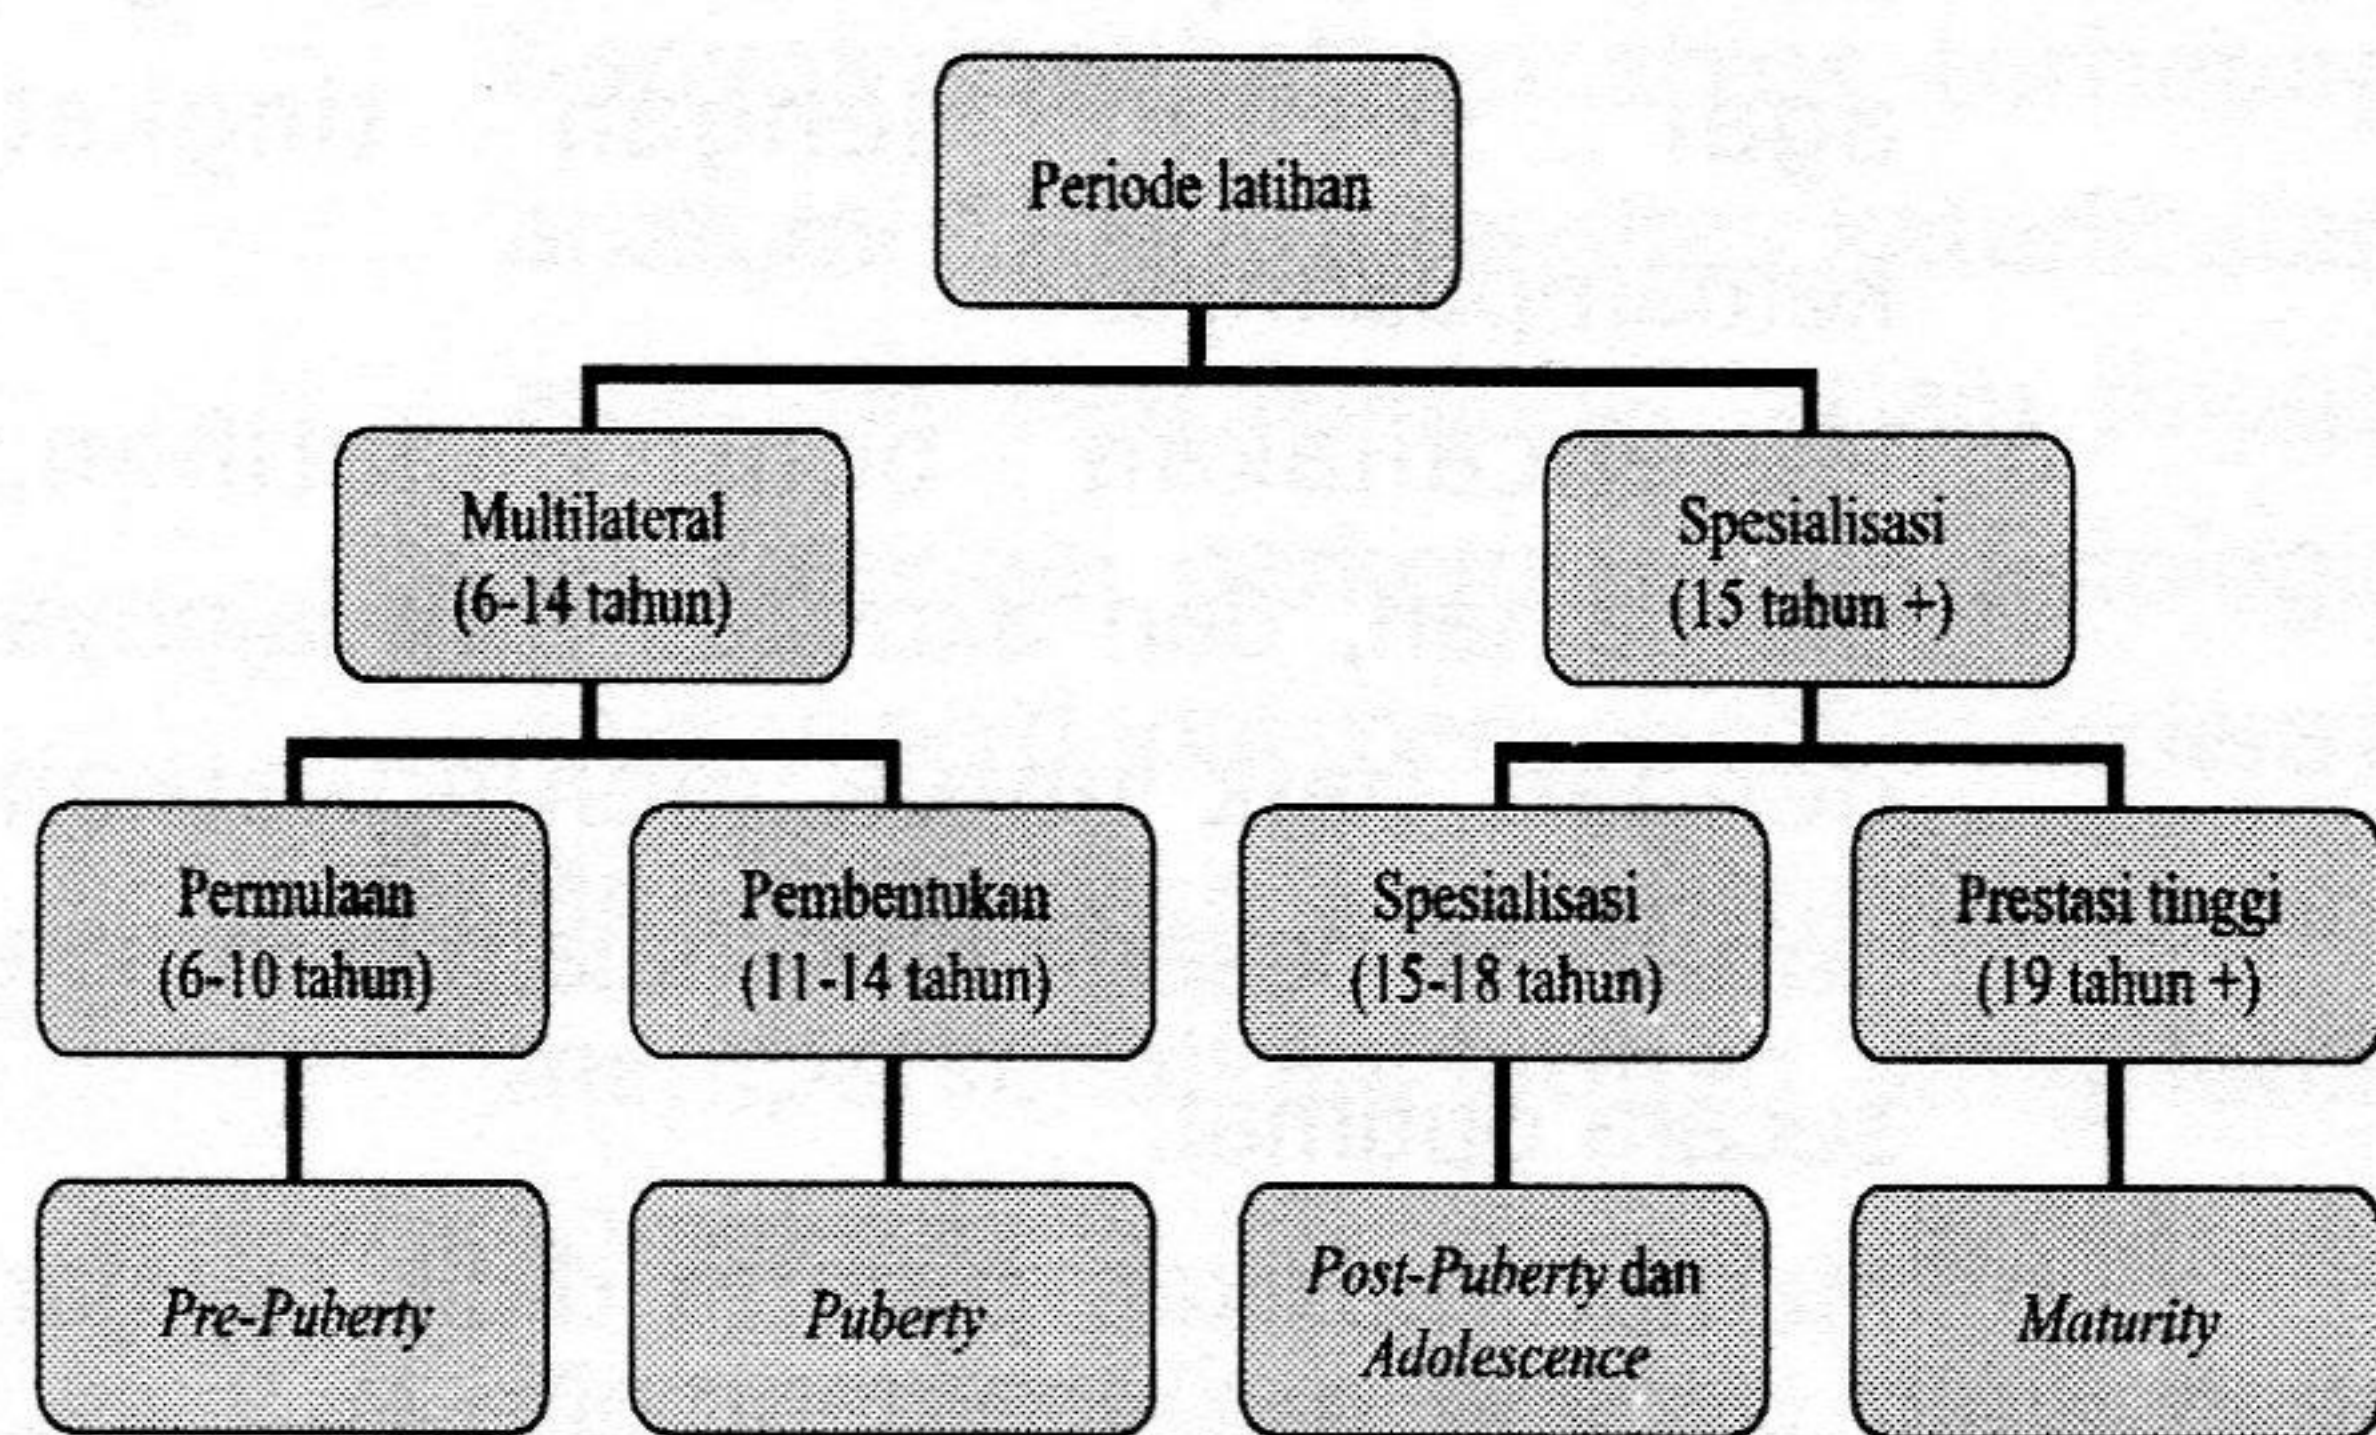 Periode latihan
Multilateral
(6-14 tahun)
Spesialisasi
(15 tahun +)
Permulaan
(6-10 tahun)
Pembentukan
(11-14 tahun)
Spesialisasi
(15-18 tahun)
Prestasi tinggi
(19 tahun +)
Pre-Puberty
Puberty
Post-Puberty dan
Adolescence
Maturity